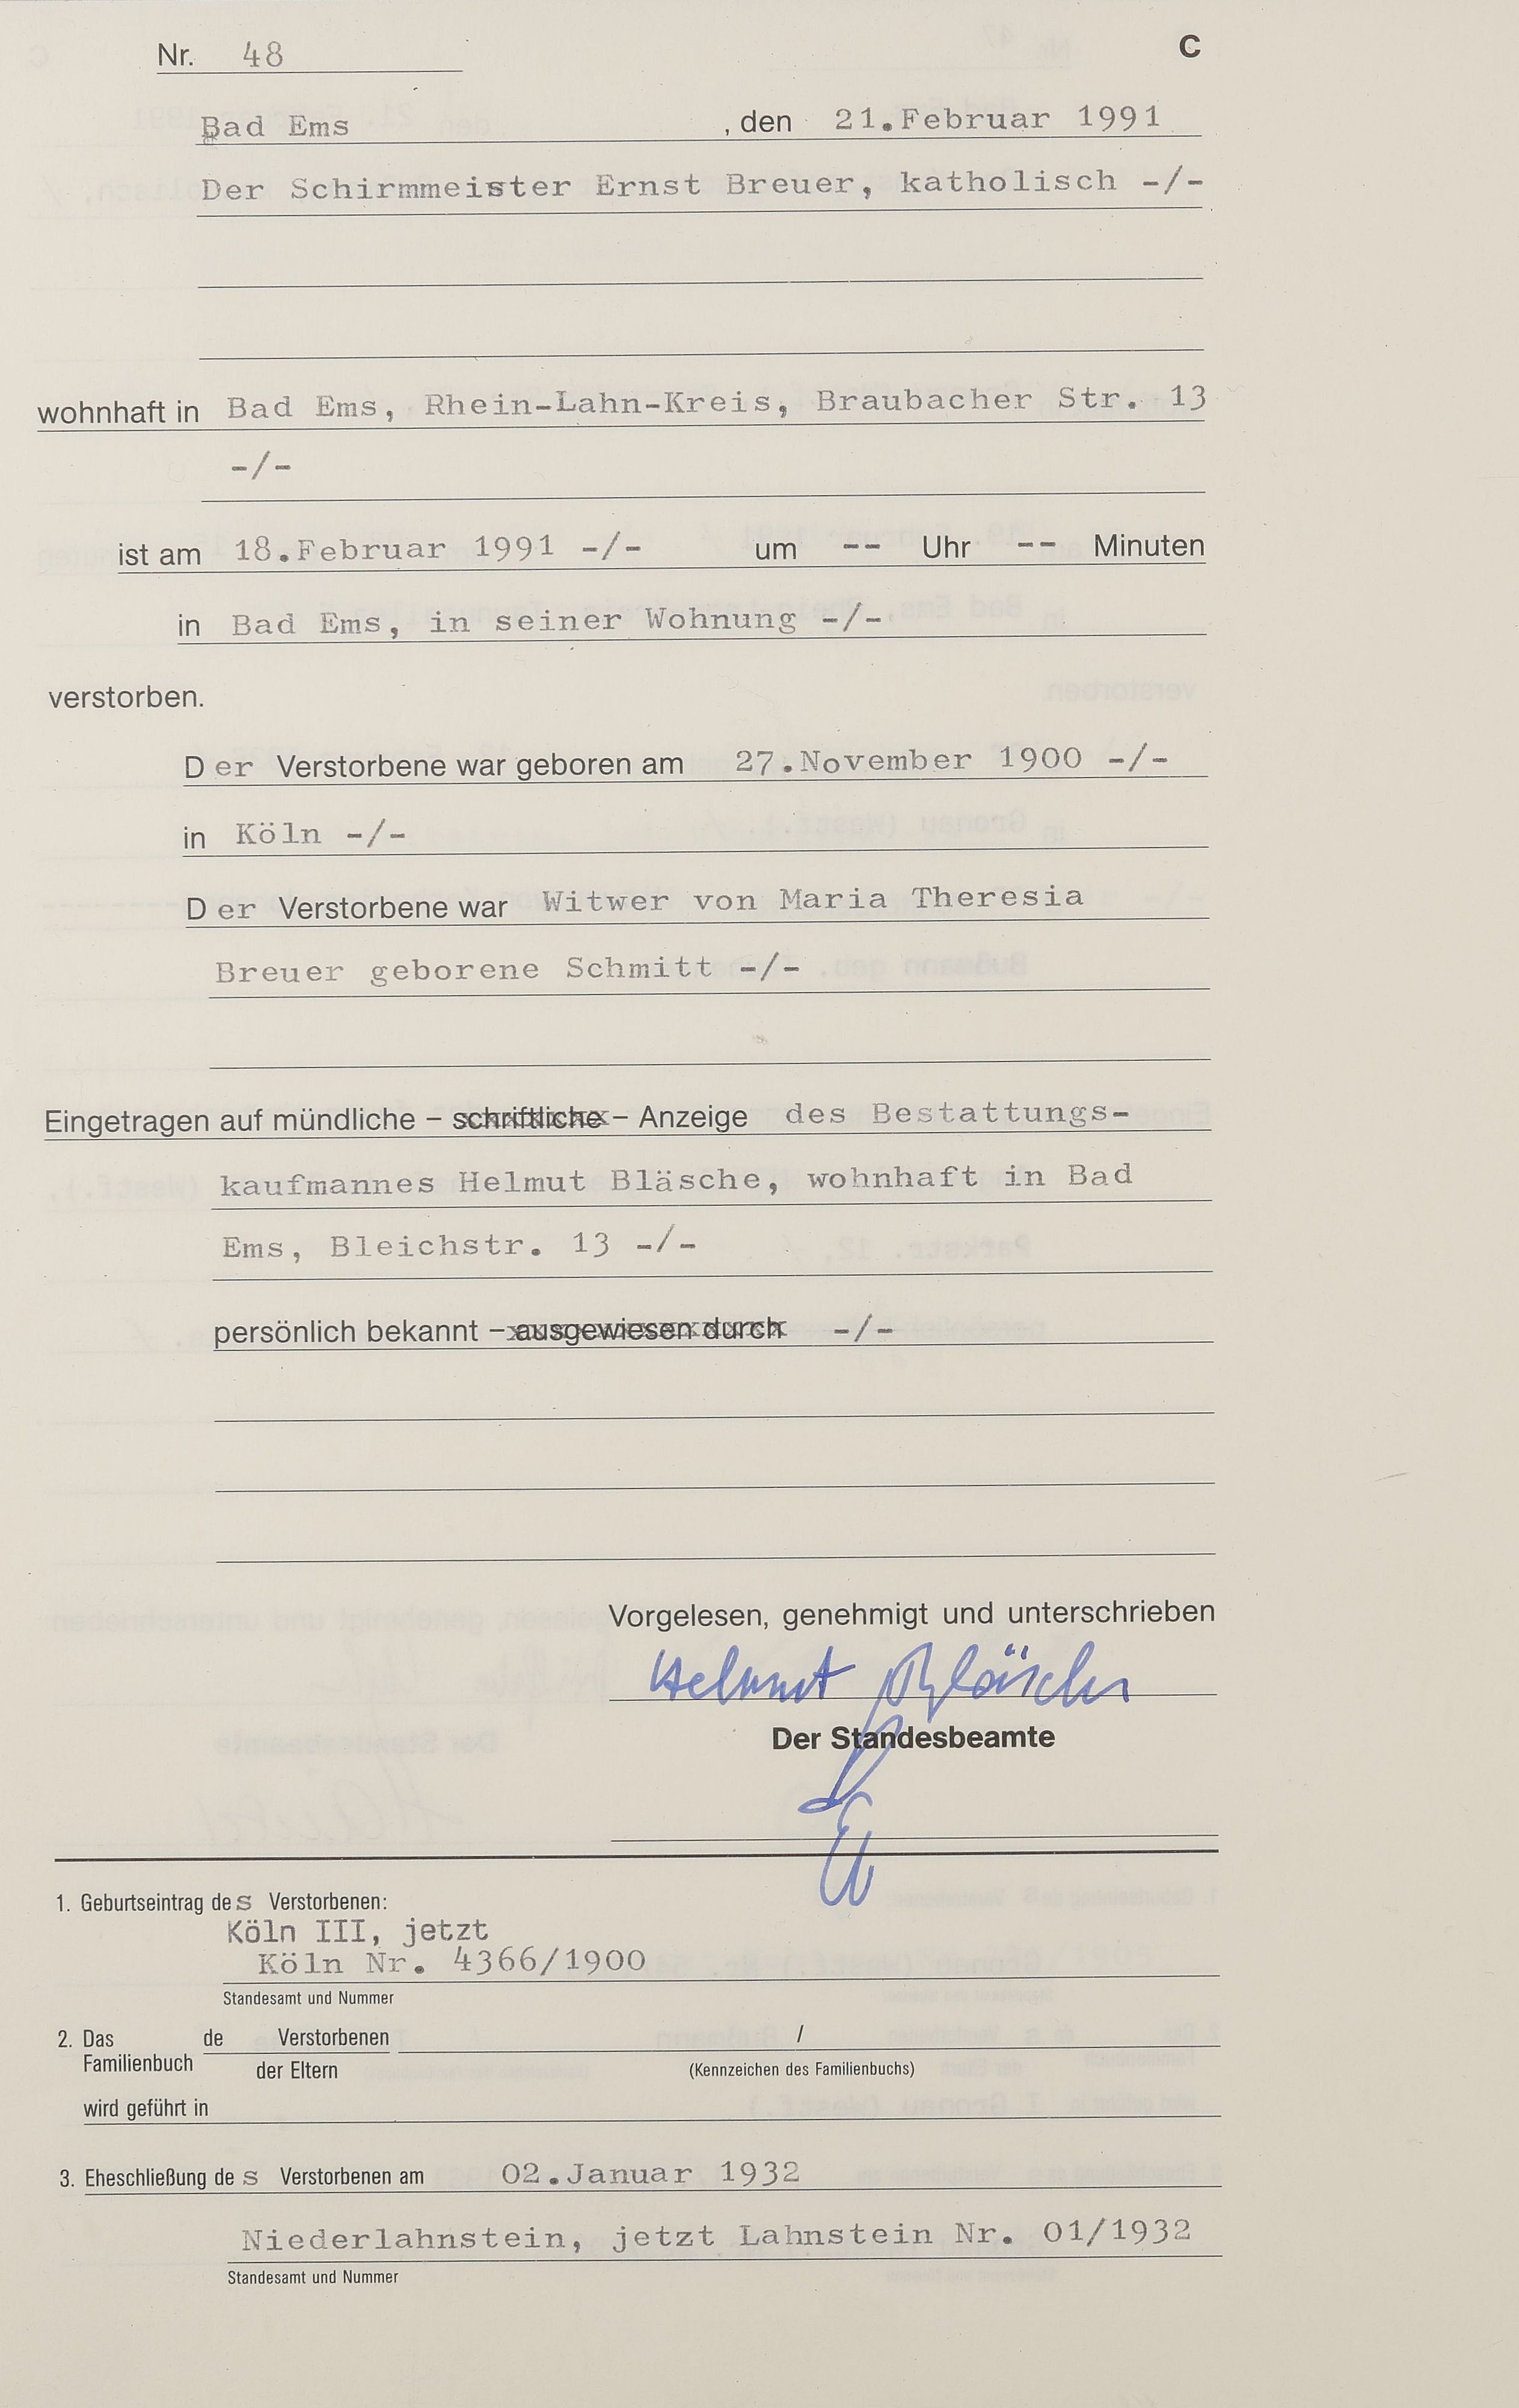 Nr. 48
C
Bad Ems , den 21.Februar 1991
Der Schirmmeister Ernst Breuer, katholisch -/-
wohnhaft in Bad Ems, Rhein-Lahn-Kreis, Braubacher Str. 13
-/-
ist am 18.Februar 1991 -/- um -- Uhr -- Minuten
in Bad Ems, in seiner Wohnung -/-
verstorben.
Der Verstorbene war geboren am 27.November 1900 -/-
in Köln -/-
Der Verstorbene war Witwer von Maria Theresia
Breuer geborene Schmitt -/-
Eingetragen auf mündliche – schriftliche – Anzeige des Bestattungs-
kaufmannes Helmut Bläsche, wohnhaft in Bad
Ems, Bleichstr. 13 -/-
persönlich bekannt – ausgewiesen durch -/-
Vorgelesen, genehmigt und unterschrieben
Helmut Bläsche
Der Standesbeamte
1. Geburtseintrag des Verstorbenen:
Köln III, jetzt
Köln Nr. 4366/1900
Standesamt und Nummer
2. Das de Verstorbenen /
Familienbuch der Eltern (Kennzeichen des Familienbuchs)
wird geführt in
3. Eheschließung des Verstorbenen am 02.Januar 1932
Niederlahnstein, jetzt Lahnstein Nr. 01/1932
Standesamt und Nummer